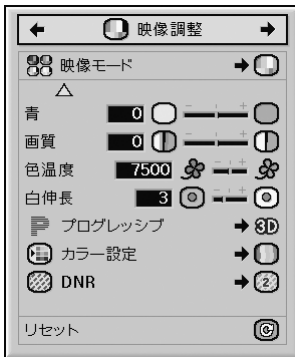 映像調整
映像モード
青 0
画質 0
色温度 7500
白伸長 3
プログレッシブ 3D
カラー設定
DNR 2
リセット